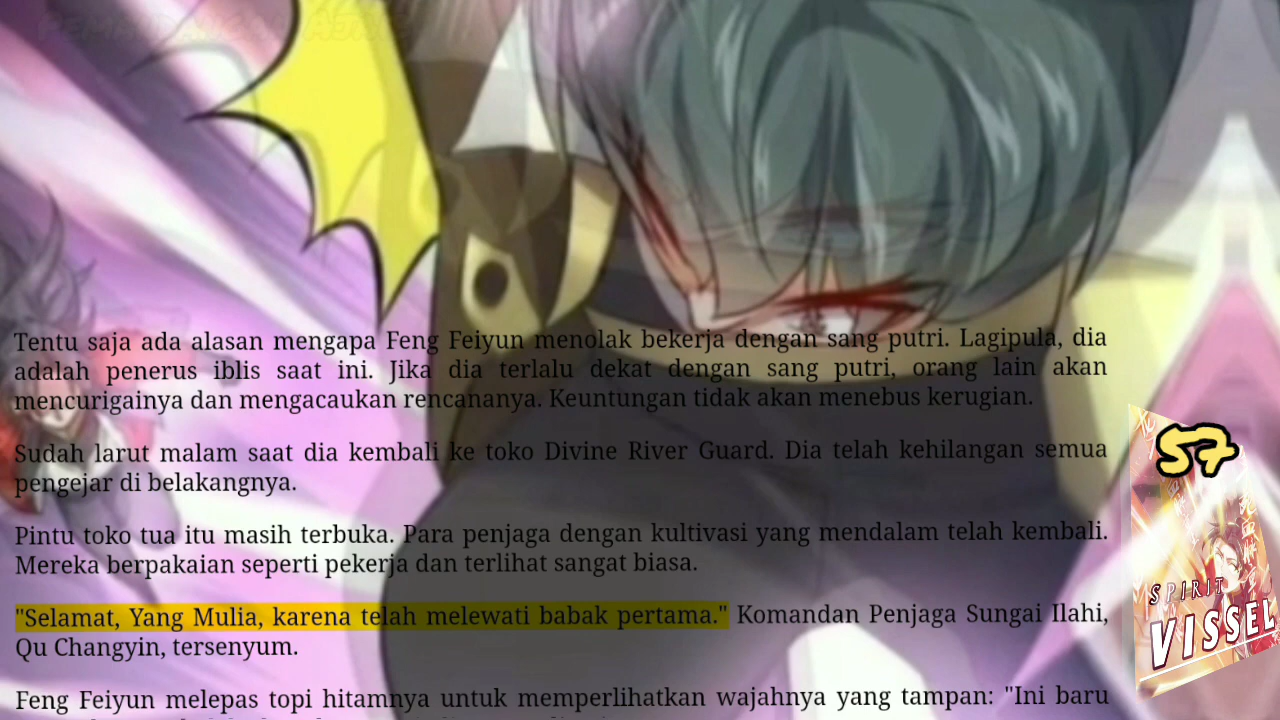 Tentu saja ada alasan mengapa Feng Feiyun menolak bekerja dengan sang putri. Lagipula, dia
adalah penerus iblis saat ini. Jika dia terlalu dekat dengan sang putri, orang lain akan
mencurigainya dan mengacaukan rencananya. Keuntungan tidak akan menebus kerugian.
Sudah larut malam saat dia kembali ke toko Divine River Guard. Dia telah kehilangan semua
pengejar di belakangnya.
Pintu toko tua itu masih terbuka. Para penjaga dengan kultivasi yang mendalam telah kembali.
Mereka berpakaian seperti pekerja dan terlihat sangat biasa.
"Selamat, Yang Mulia, karena telah melewati babak pertama." Komandan Penjaga Sungai Ilahi,
Qu Changyin, tersenyum.
Feng Feiyun melepas topi hitamnya untuk memperlihatkan wajahnya yang tampan: "Ini baru
57
SPIRIT
VISSEL